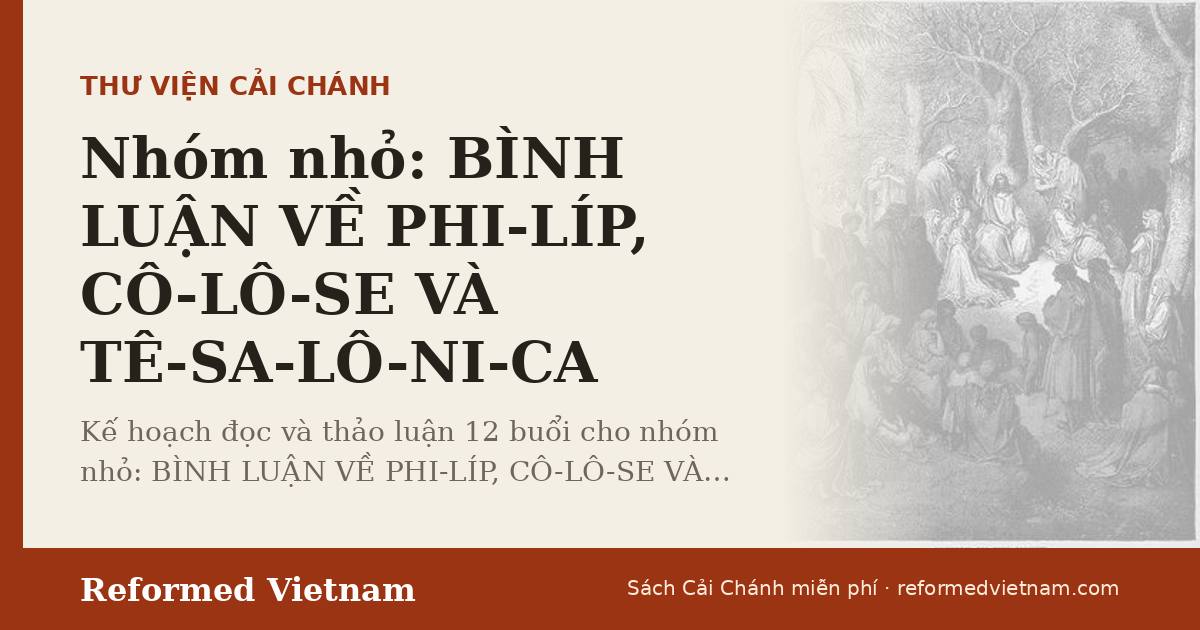 THƯ VIỆN CẢI CHÁNH
Nhóm nhỏ: BÌNH
LUẬN VỀ PHI-LÍP,
CÔ-LÔ-SE VÀ
TÊ-SA-LÔ-NI-CA
Kế hoạch đọc và thảo luận 12 buổi cho nhóm
nhỏ: BÌNH LUẬN VỀ PHI-LÍP, CÔ-LÔ-SE VÀ…
Reformed Vietnam
Sách Cải Chánh miễn phí · reformedvietnam.com